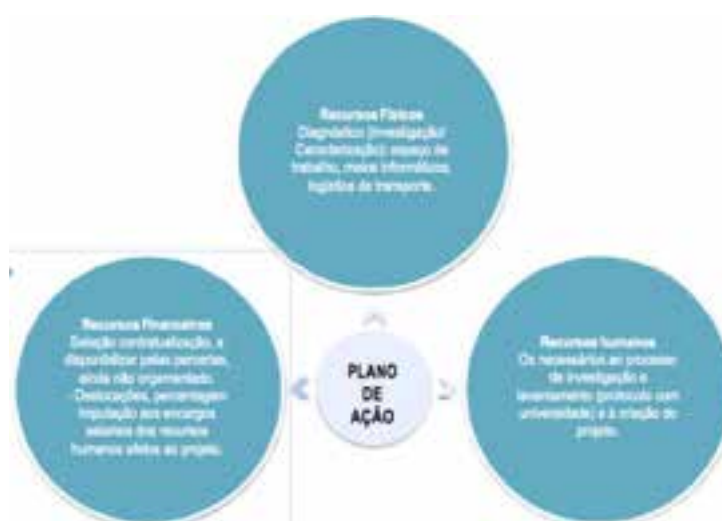 Recursos Físicos
Diagnóstico (investigação/
Caracterização): espaço de
trabalho, meios informáticos,
logística de transporte.
Recursos Financeiros
Seleção contratualização, a
disponibilizar pelas parcerias,
ainda não orçamentado.
- Deslocações, percentagem
imputação aos encargos
salários dos recursos
humanos afetos ao projeto.
PLANO
DE
AÇÃO
Recursos humanos
Os necessários ao processo
de investigação e
levantamento (protocolo com
universidade) e à criação do
projeto.